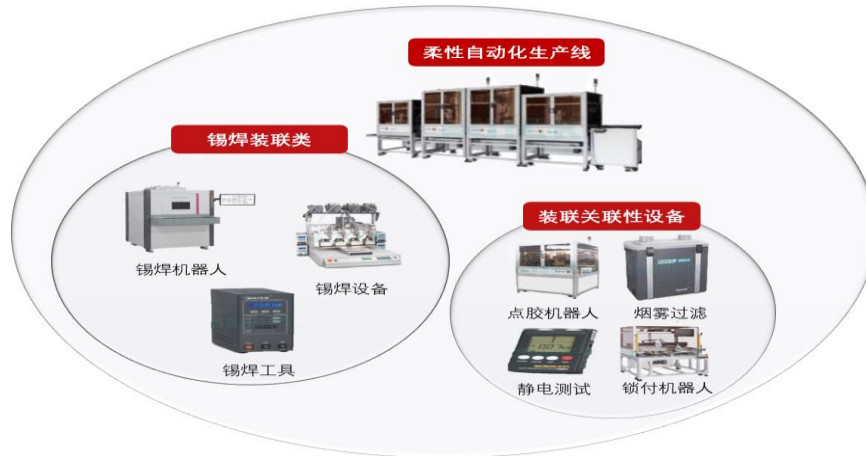 柔性自动化生产线
锡焊装联类
锡焊机器人
锡焊设备
锡焊工具
装联关联性设备
点胶机器人
烟雾过滤
静电测试
锁付机器人